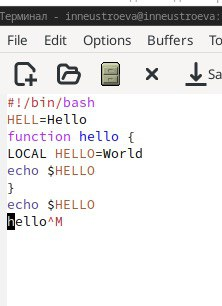 Терминал - inneustroeva@inneustroeva:
File Edit Options Buffers To
Sa
#!/bin/bash
HELL=Hello
function hello {
LOCAL HELLO=World
echo $HELLO
}
echo $HELLO
hello^M